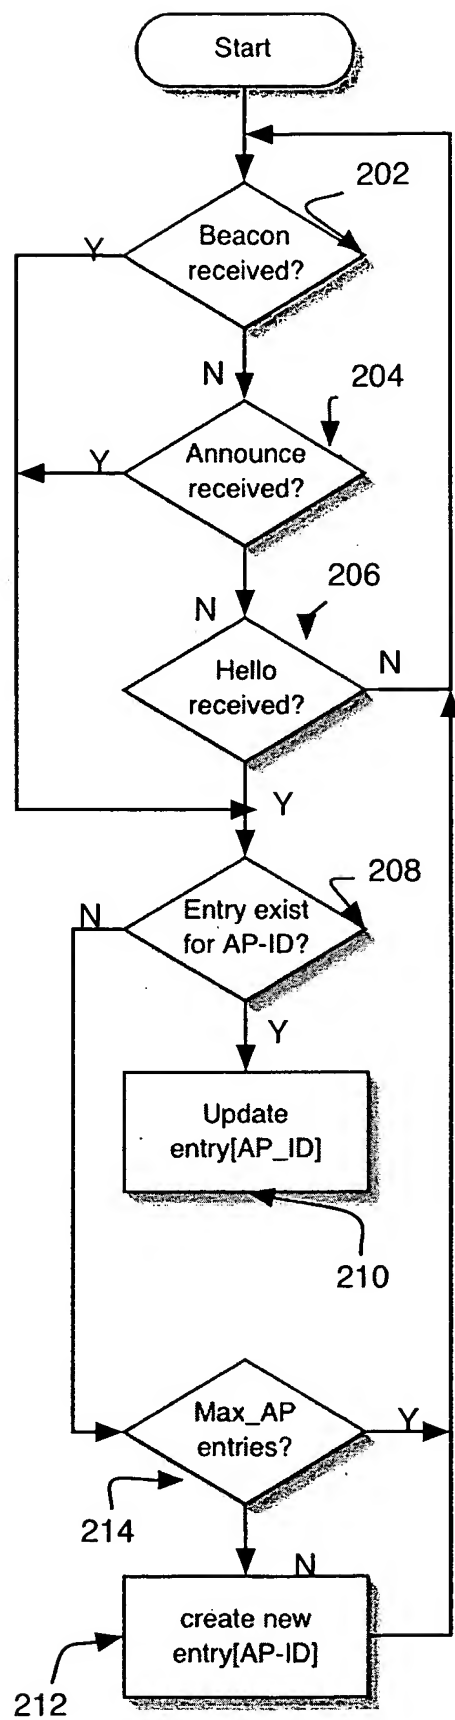 Start
202
Beacon
received?
Y
N
204
Announce
received?
Y
N
206
Hello
received?
N
Y
208
Entry exist
for AP-ID?
N
Y
Update
entry[AP_ID]
210
Max_AP
entries?
Y
214
N
create new
entry[AP-ID]
212